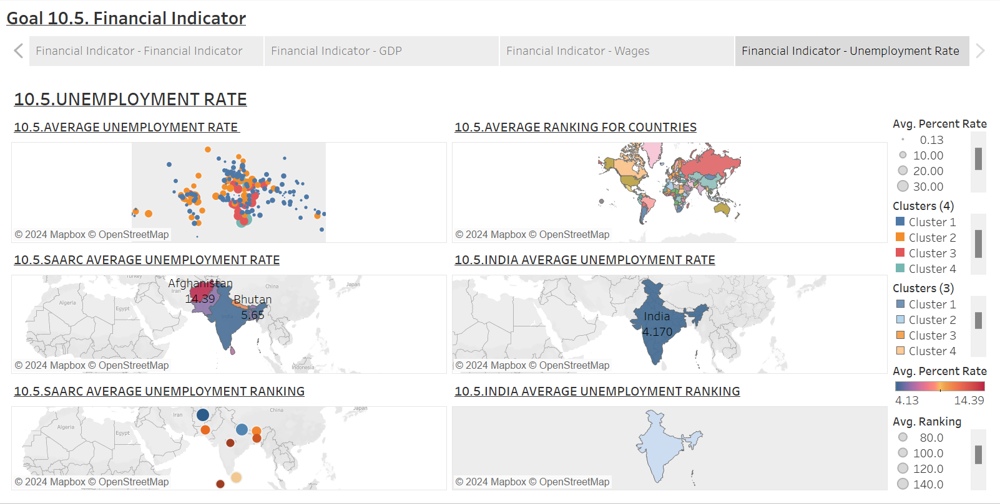 Goal 10.5. Financial Indicator
Financial Indicator - Financial Indicator
Financial Indicator - GDP
Financial Indicator - Wages
Financial Indicator - Unemployment Rate
10.5.UNEMPLOYMENT RATE
10.5.AVERAGE UNEMPLOYMENT RATE
© 2024 Mapbox © OpenStreetMap
10.5.AVERAGE RANKING FOR COUNTRIES
© 2024 Mapbox © OpenStreetMap
10.5.SAARC AVERAGE UNEMPLOYMENT RATE
Turkey
Afghanistan
14.39
Bhutan
5.65
Iran
China
Japan
Algeria
Egypt
India
Indonesia
© 2024 Mapbox © OpenStreetMap
10.5.INDIA AVERAGE UNEMPLOYMENT RATE
India
4.170
© 2024 Mapbox © OpenStreetMap
10.5.SAARC AVERAGE UNEMPLOYMENT RANKING
Iran
China
Japan
Algeria
Egypt
© 2024 Mapbox © OpenStreetMap
10.5.INDIA AVERAGE UNEMPLOYMENT RANKING
© 2024 Mapbox © OpenStreetMap
Avg. Percent Rate
0.13
10.00
20.00
30.00
Clusters (4)
Cluster 1
Cluster 2
Cluster 3
Cluster 4
Clusters (3)
Cluster 1
Cluster 2
Cluster 3
Cluster 4
Avg. Percent Rate
4.13
14.39
Avg. Ranking
80.0
100.0
120.0
140.0